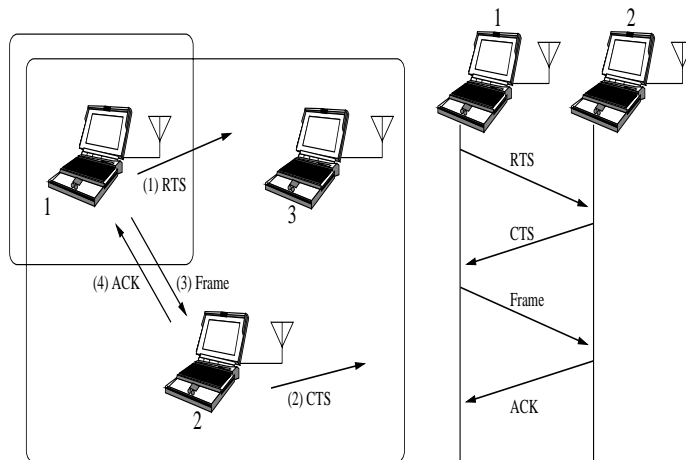 1
(1) RTS
3
(4) ACK
(3) Frame
2
(2) CTS
1
2
RTS
CTS
Frame
ACK